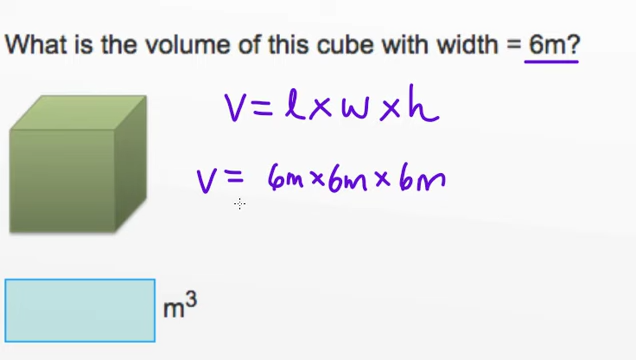 What is the volume of this cube with width = 6m?
V = l × w × h
V = 6m × 6m × 6m
m³